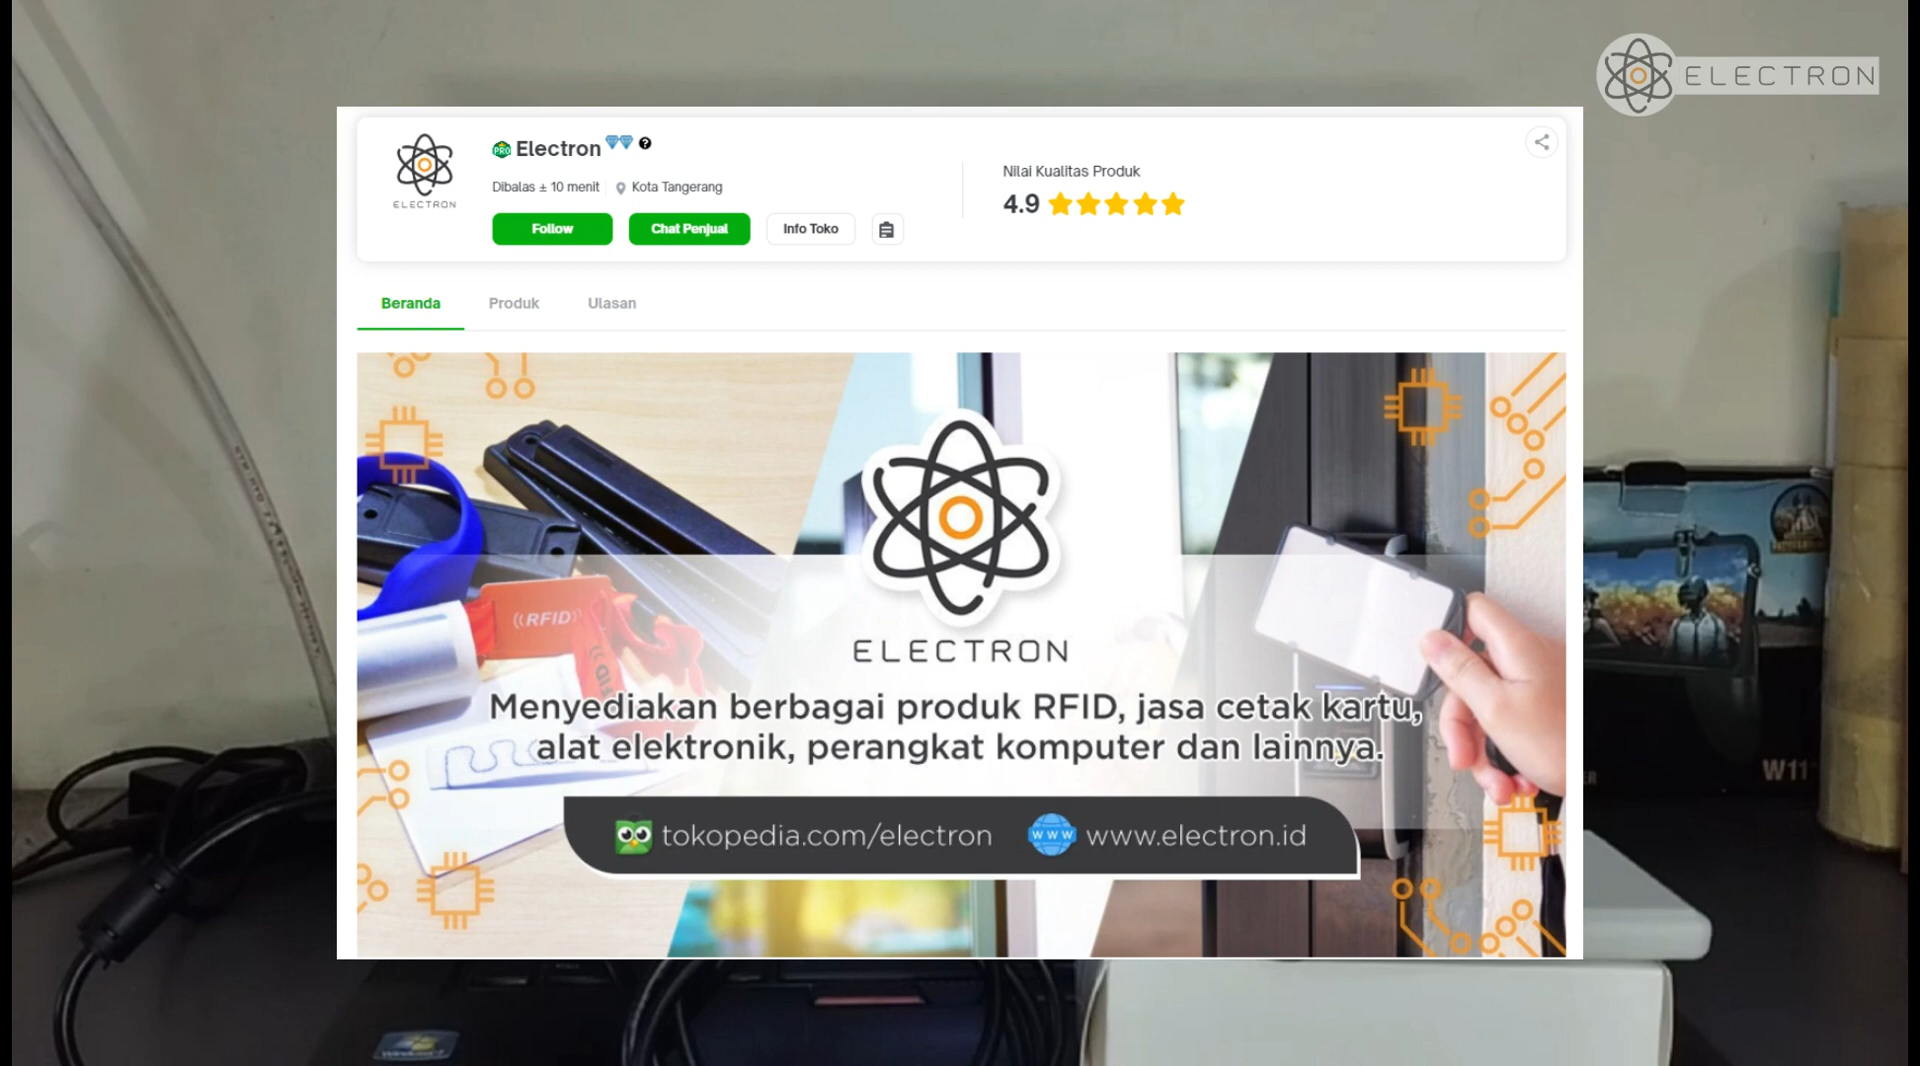 ELECTRON
PRO Electron
Dibalas ± 10 menit
Kota Tangerang
ELECTRON
Follow
Chat Penjual
Info Toko
Nilai Kualitas Produk
4.9
Beranda
Produk
Ulasan
((RFID))
ELECTRON
Menyediakan berbagai produk RFID, jasa cetak kartu,
alat elektronik, perangkat komputer dan lainnya.
tokopedia.com/electron
www
www.electron.id
W11